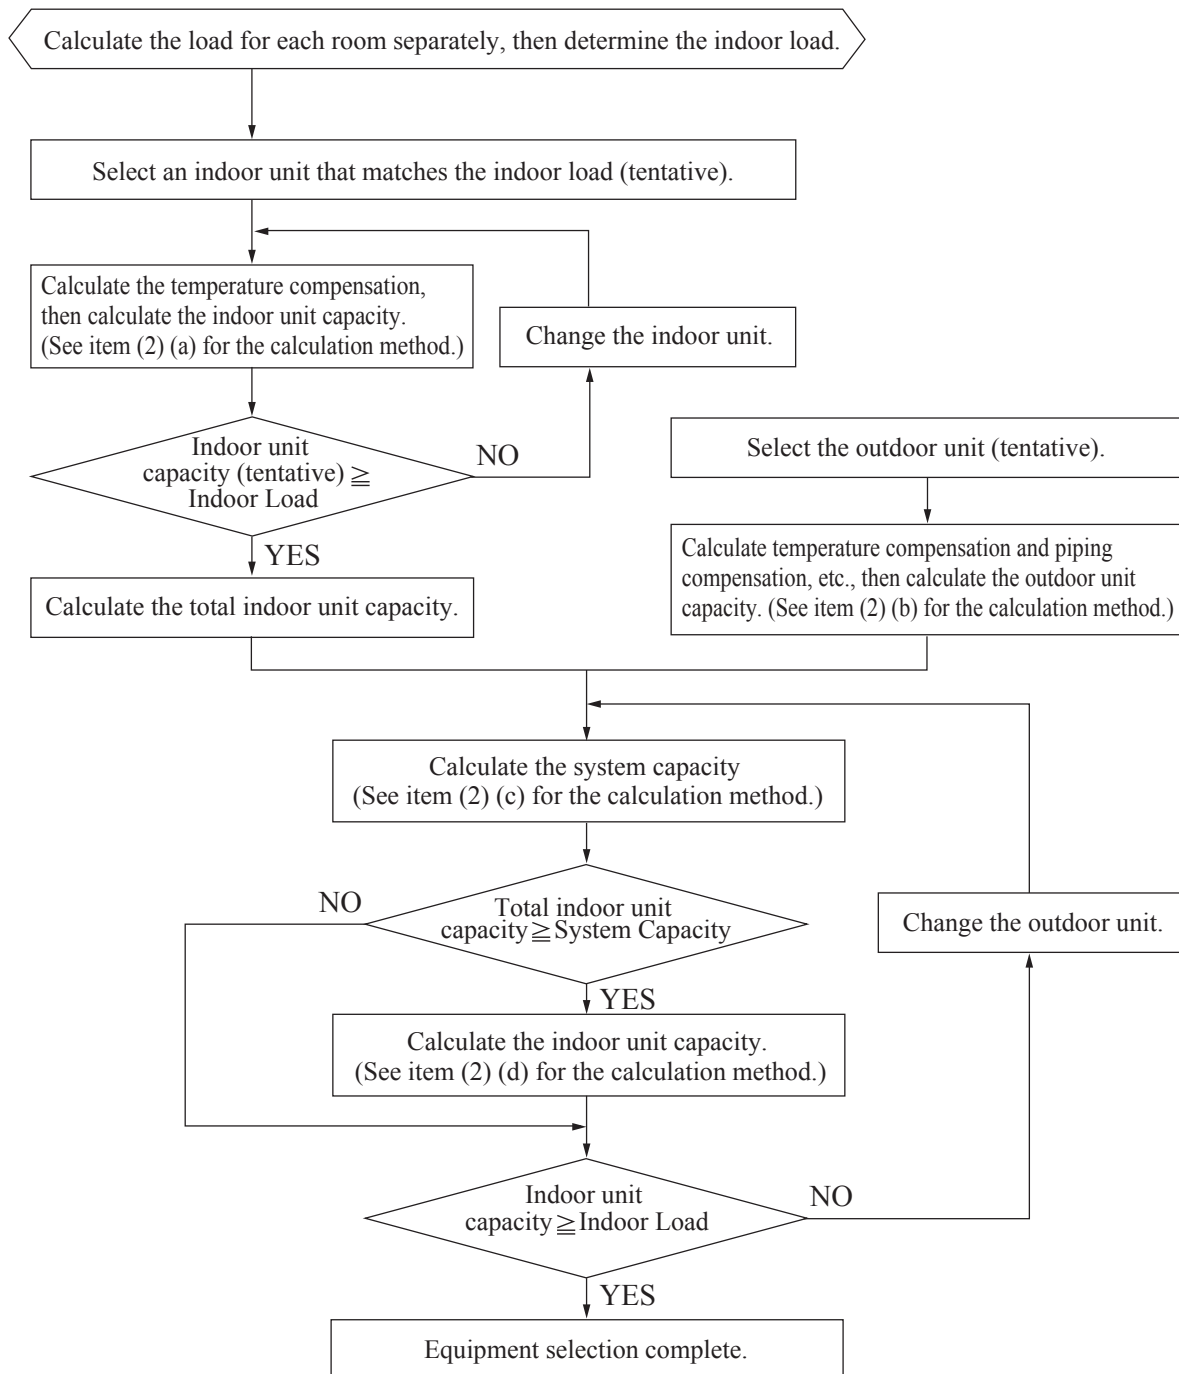 Calculate the load for each room separately, then determine the indoor load.
Select an indoor unit that matches the indoor load (tentative).
Calculate the temperature compensation,
then calculate the indoor unit capacity.
(See item (2) (a) for the calculation method.)
Change the indoor unit.
Indoor unit
capacity (tentative) ≧
Indoor Load
NO
YES
Calculate the total indoor unit capacity.
Select the outdoor unit (tentative).
Calculate temperature compensation and piping
compensation, etc., then calculate the outdoor unit
capacity. (See item (2) (b) for the calculation method.)
Calculate the system capacity
(See item (2) (c) for the calculation method.)
NO
Total indoor unit
capacity≧System Capacity
Change the outdoor unit.
YES
Calculate the indoor unit capacity.
(See item (2) (d) for the calculation method.)
Indoor unit
capacity≧Indoor Load
NO
YES
Equipment selection complete.